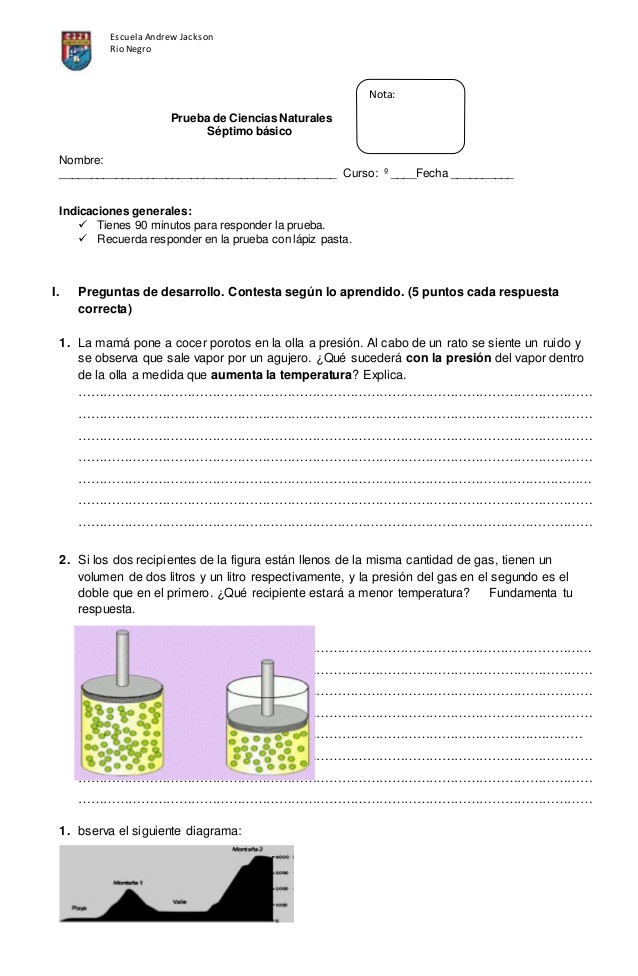 Escuela Andrew Jackson
Rio Negro
Nota:
Prueba de Ciencias Naturales
Séptimo básico
Nombre:
___________________________________________ Curso: º ____Fecha __________
Indicaciones generales:
✓ Tienes 90 minutos para responder la prueba.
✓ Recuerda responder en la prueba con lápiz pasta.
I. Preguntas de desarrollo. Contesta según lo aprendido. (5 puntos cada respuesta
correcta)
1. La mamá pone a cocer porotos en la olla a presión. Al cabo de un rato se siente un ruido y
se observa que sale vapor por un agujero. ¿Qué sucederá con la presión del vapor dentro
de la olla a medida que aumenta la temperatura? Explica.
2. Si los dos recipientes de la figura están llenos de la misma cantidad de gas, tienen un
volumen de dos litros y un litro respectivamente, y la presión del gas en el segundo es el
doble que en el primero. ¿Qué recipiente estará a menor temperatura? Fundamenta tu
respuesta.
1. bserva el siguiente diagrama:
Montaña 2
4000
3000
Montaña 1
2000
Playa
Valle
1000
0